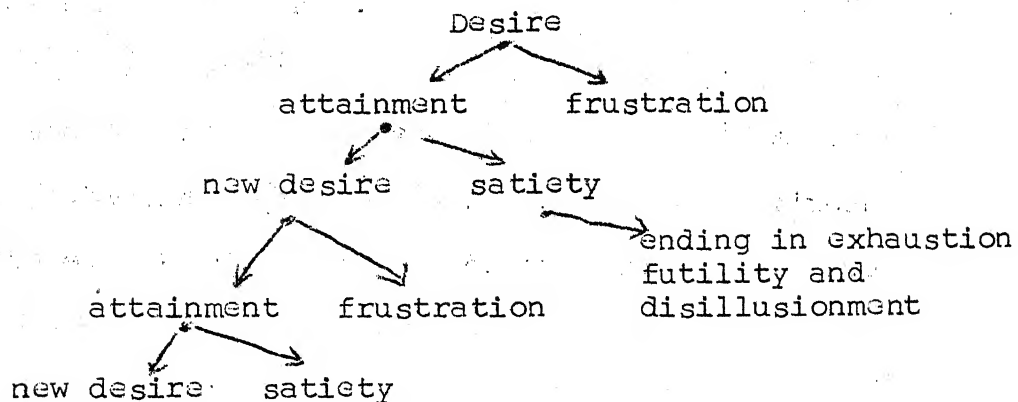 Desire
attainment frustration
new desire satiety
ending in exhaustion
futility and
disillusionment
attainment frustration
new desire satiety